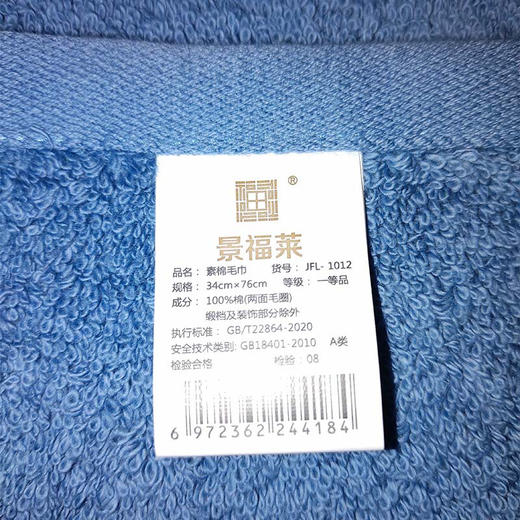 ®
景福莱
品名： 素棉毛巾 货号： JFL- 1012
规格： 34cm×76cm 等级： 一等品
成分： 100%棉(两面毛圈)
缎档及装饰部分除外
执行标准： GB/T22864-2020
安全技术类别: GB18401-2010 A类
检验合格 检验：08
6 972362 244184